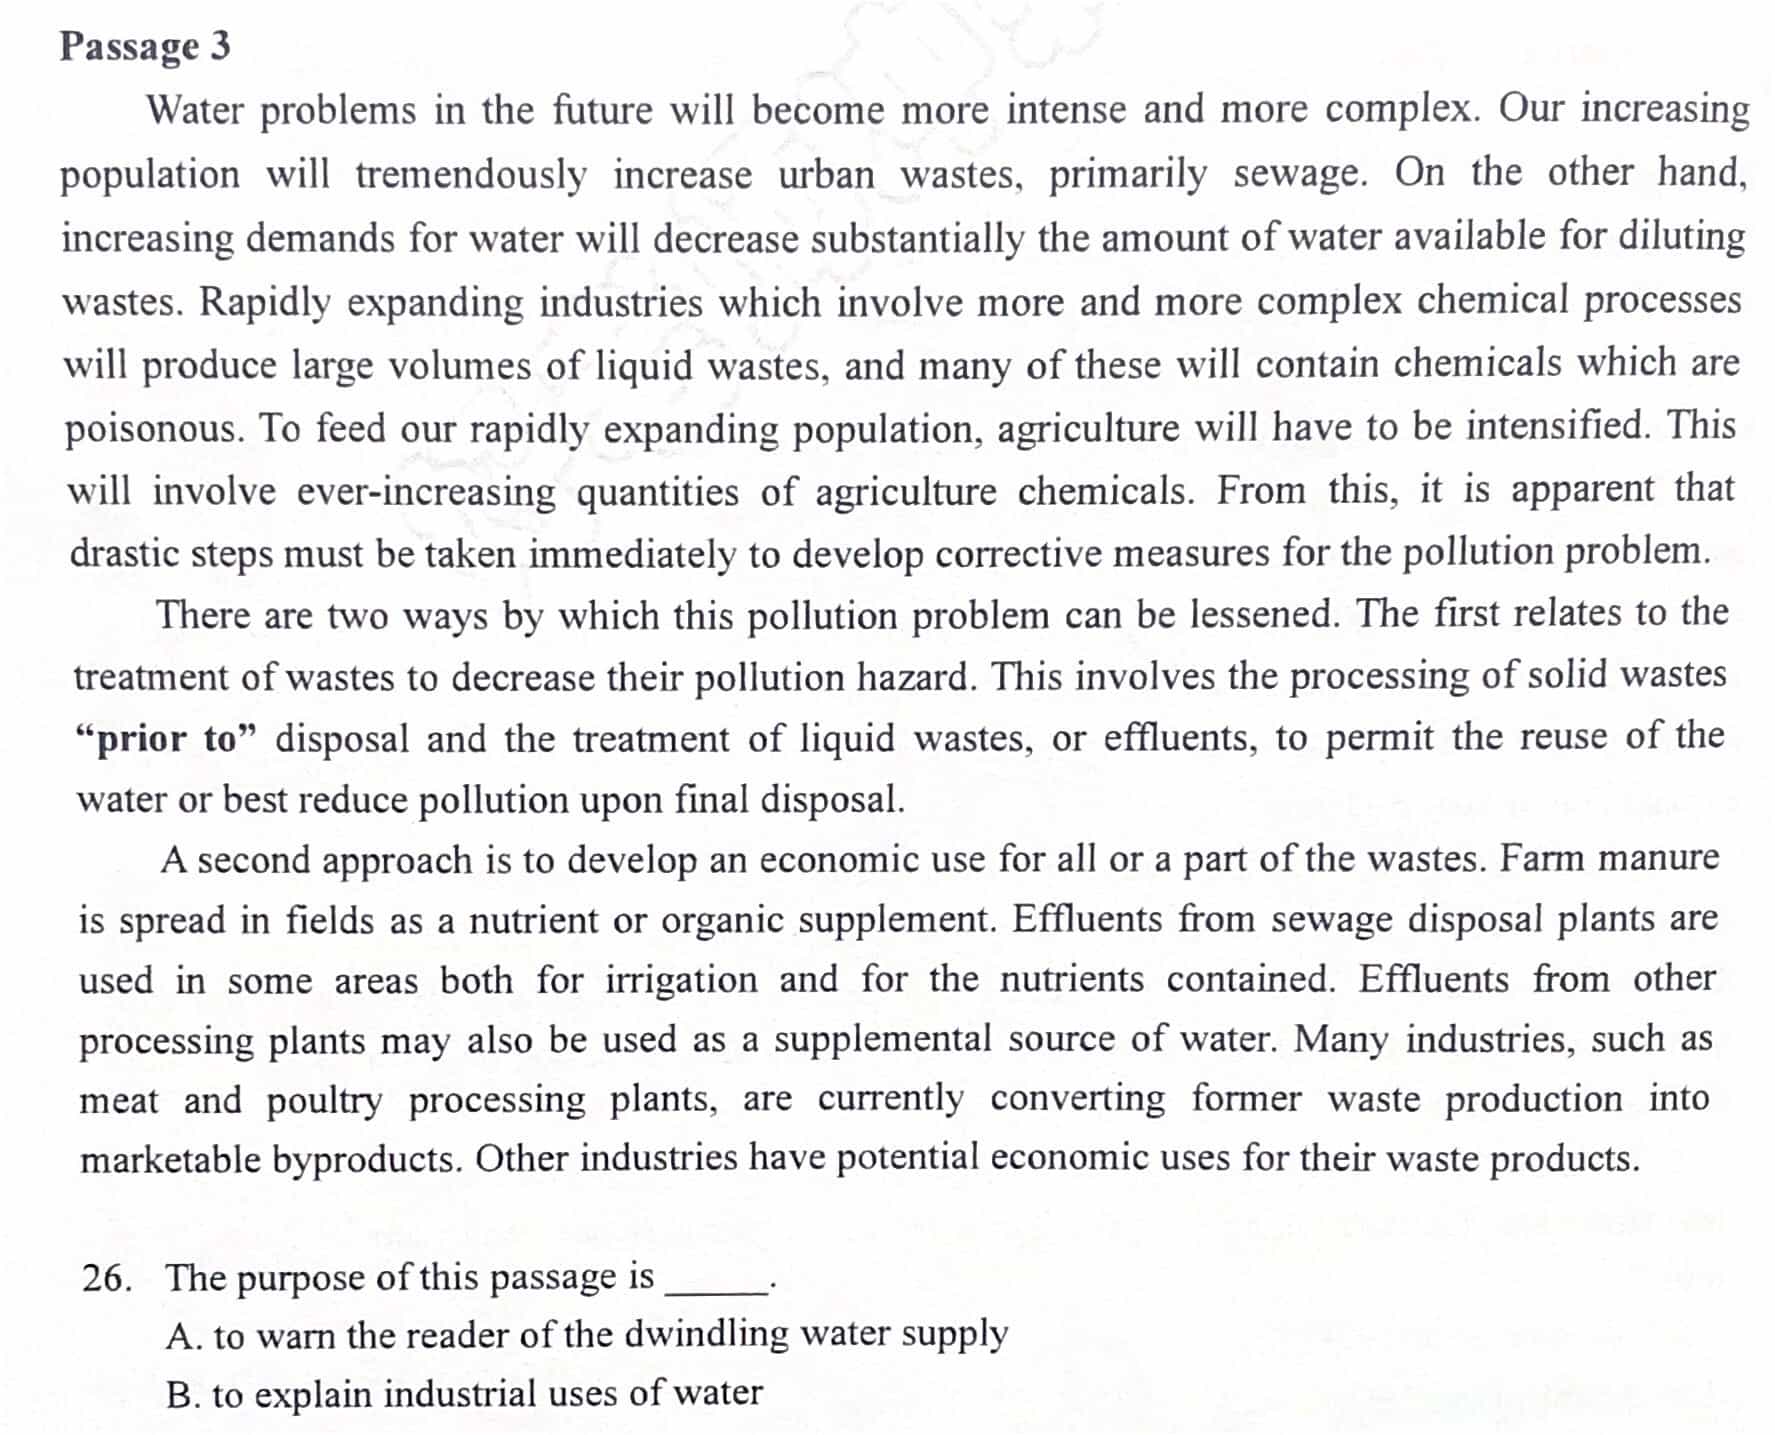 Passage 3
Water problems in the future will become more intense and more complex. Our increasing
population will tremendously increase urban wastes, primarily sewage. On the other hand,
increasing demands for water will decrease substantially the amount of water available for diluting
wastes. Rapidly expanding industries which involve more and more complex chemical processes
will produce large volumes of liquid wastes, and many of these will contain chemicals which are
poisonous. To feed our rapidly expanding population, agriculture will have to be intensified. This
will involve ever-increasing quantities of agriculture chemicals. From this, it is apparent that
drastic steps must be taken immediately to develop corrective measures for the pollution problem.
There are two ways by which this pollution problem can be lessened. The first relates to the
treatment of wastes to decrease their pollution hazard. This involves the processing of solid wastes
“prior to” disposal and the treatment of liquid wastes, or effluents, to permit the reuse of the
water or best reduce pollution upon final disposal.
A second approach is to develop an economic use for all or a part of the wastes. Farm manure
is spread in fields as a nutrient or organic supplement. Effluents from sewage disposal plants are
used in some areas both for irrigation and for the nutrients contained. Effluents from other
processing plants may also be used as a supplemental source of water. Many industries, such as
meat and poultry processing plants, are currently converting former waste production into
marketable byproducts. Other industries have potential economic uses for their waste products.
26. The purpose of this passage is _____.
A. to warn the reader of the dwindling water supply
B. to explain industrial uses of water